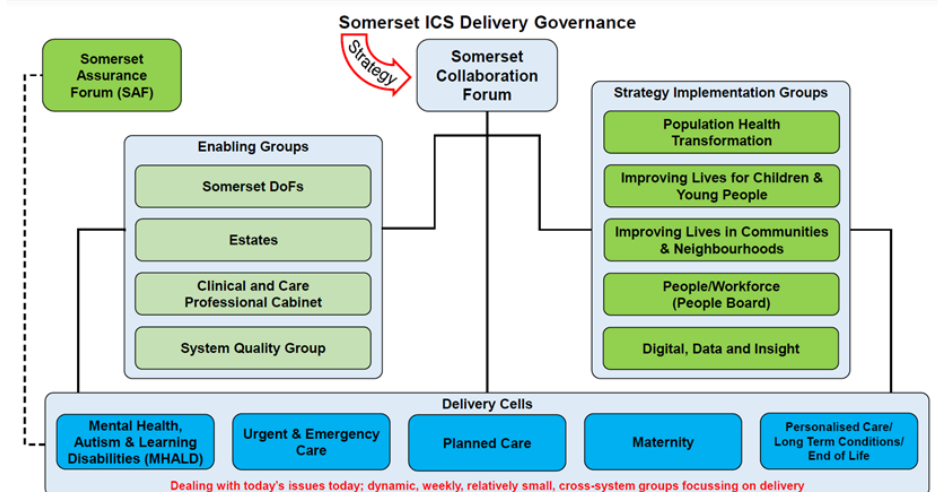 Somerset ICS Delivery Governance
Somerset
Assurance
Forum (SAF)
Strategy
Somerset
Collaboration
Forum
Enabling Groups
Somerset DoFs
Estates
Clinical and Care
Professional Cabinet
System Quality Group
Strategy Implementation Groups
Population Health
Transformation
Improving Lives for Children &
Young People
Improving Lives in Communities
& Neighbourhoods
People/Workforce
(People Board)
Digital, Data and Insight
Delivery Cells
Mental Health,
Autism & Learning
Disabilities (MHALD)
Urgent & Emergency
Care
Planned Care
Maternity
Personalised Care/
Long Term Conditions/
End of Life
Dealing with today's issues today; dynamic, weekly, relatively small, cross-system groups focussing on delivery